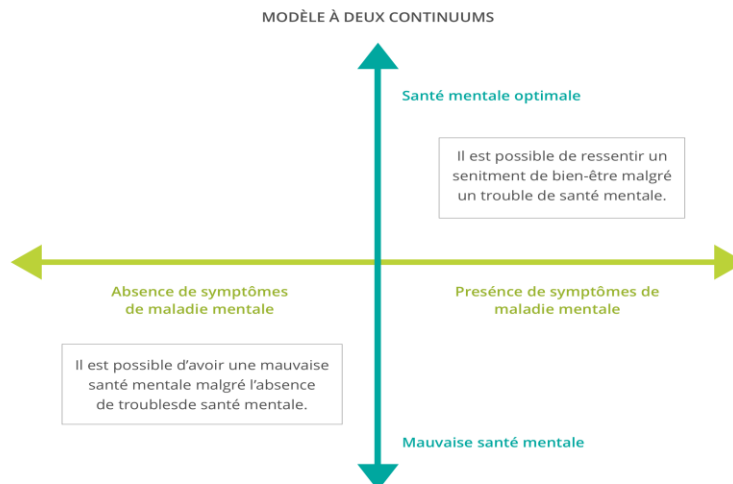 MODÈLE À DEUX CONTINUUMS
Santé mentale optimale
Il est possible de ressentir un
senitment de bien-être malgré
un trouble de santé mentale.
Absence de symptômes
de maladie mentale
Presénce de symptômes de
maladie mentale
Il est possible d’avoir une mauvaise
santé mentale malgré l’absence
de troublesde santé mentale.
Mauvaise santé mentale